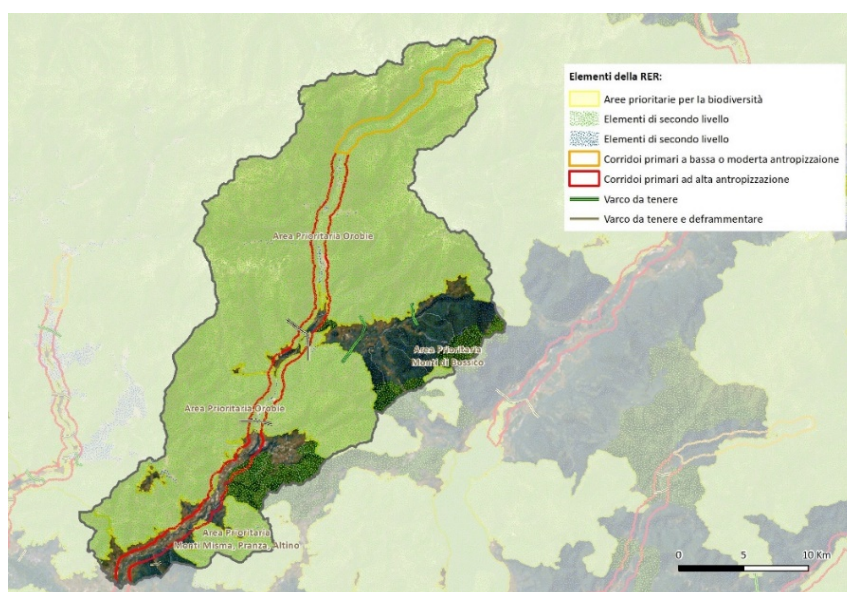 Elementi della RER:
Aree prioritarie per la biodiversità
Elementi di secondo livello
Elementi di secondo livello
Corridoi primari a bassa o moderta antropizzaione
Corridoi primari ad alta antropizzazione
Varco da tenere
Varco da tenere e deframmentare
Area Prioritaria Orobie
Area Prioritaria
Monti di Bossico
Area Prioritaria Orobie
Area Prioritaria
Monti Misma, Pranza, Altino
0 5 10 Km